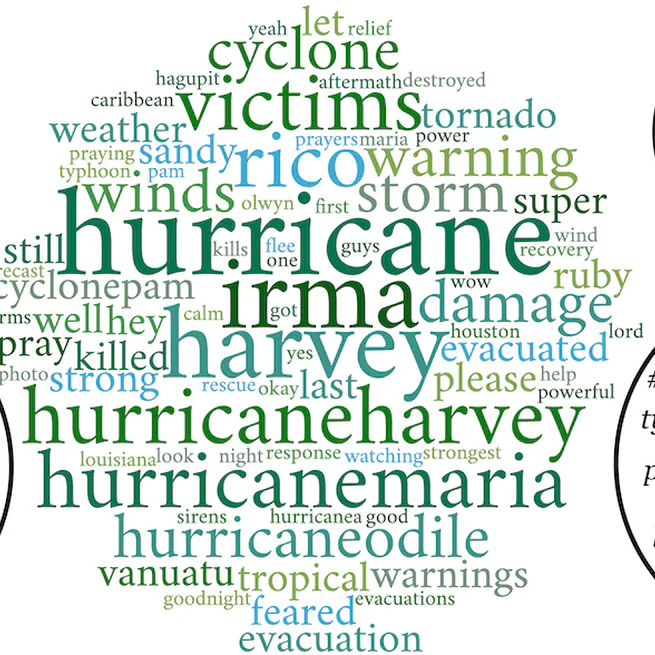 yeah let relief
cyclone
hagupit aftermath destroyed
caribbean victims tornado
weather prayers maria power
praying sandy rico warning
typhoon pam
winds olwyn first storm super
hurricane
still kills flee guys wind
one recovery
recast
cyclonepam irma wow ruby
rms well hey calm got damage
pray killed harvey houston lord
yes evacuated
photo strong rescue okay last please help
powerful
hurricaneharvey
louisiana look night response watching strongest
hurricanemaria
sirens hurricanea good
hurricaneodile
vanuatu tropical warnings
goodnight feared evacuations
evacuation
#